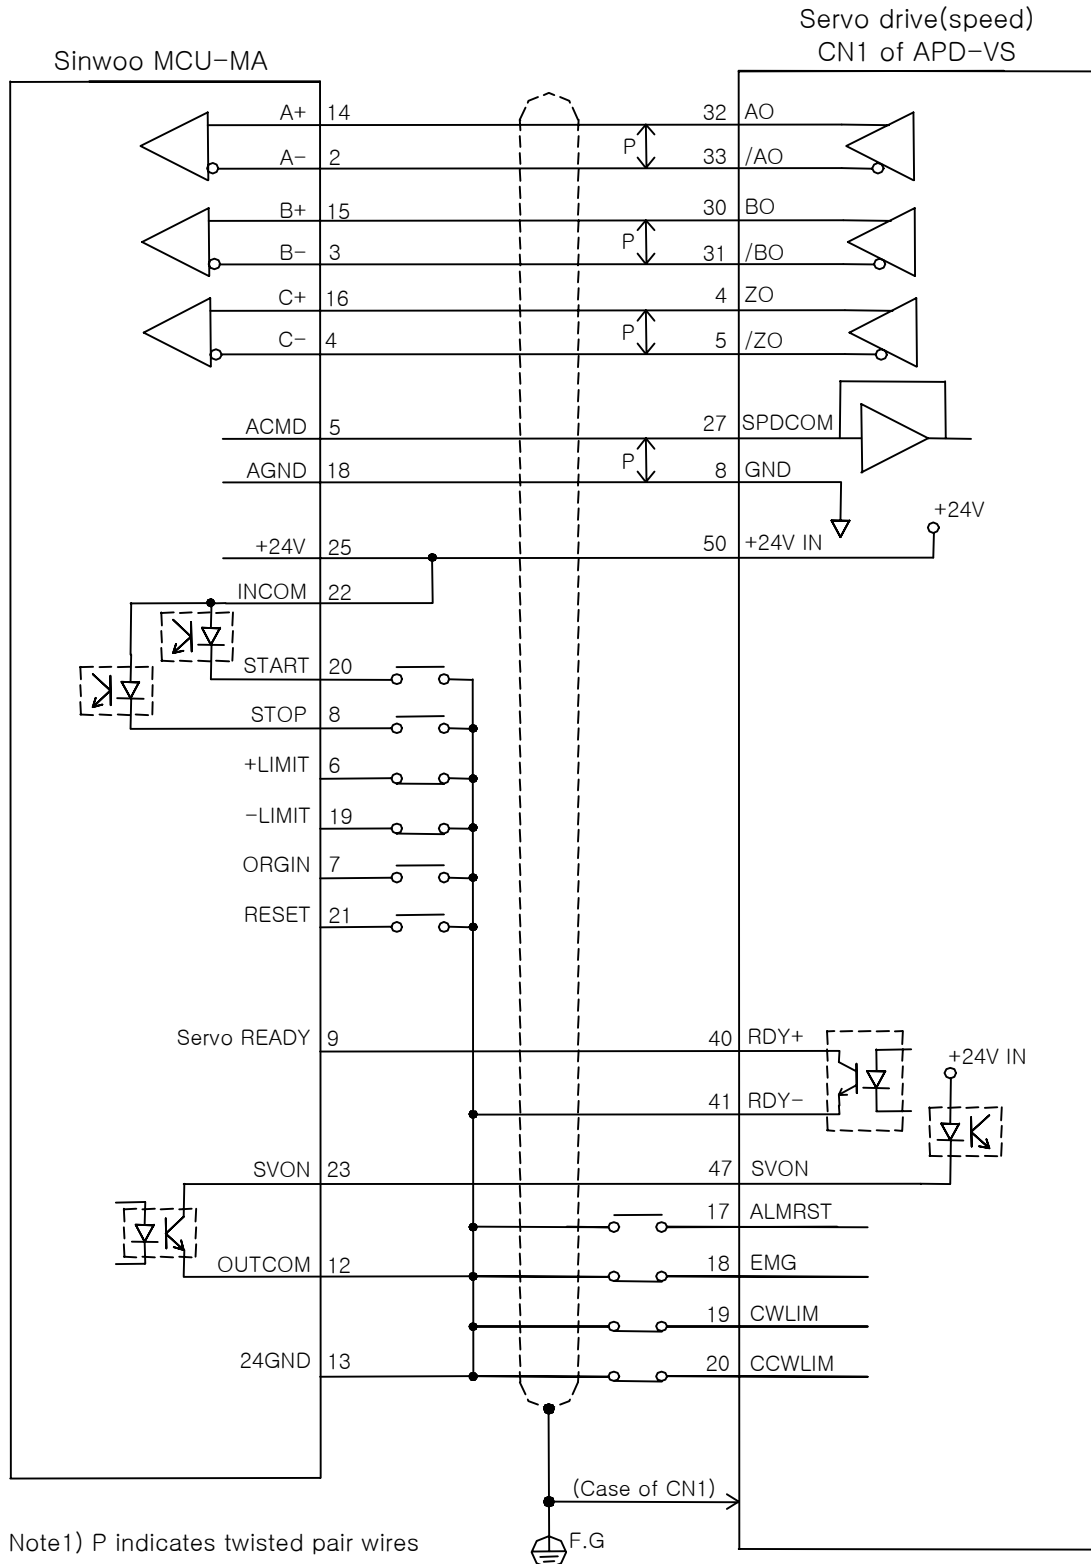 Servo drive(speed)
Sinwoo MCU-MA CN1 of APD-VS
A+ 14 32 AO
P
A- 2 33 /AO
B+ 15 30 BO
P
B- 3 31 /BO
C+ 16 4 ZO
P
C- 4 5 /ZO
ACMD 5 27 SPDCOM
P
AGND 18 8 GND
+24V
+24V 25 50 +24V IN
INCOM 22
START 20
STOP 8
+LIMIT 6
-LIMIT 19
ORGIN 7
RESET 21
Servo READY 9 40 RDY+
+24V IN
41 RDY-
SVON 23 47 SVON
17 ALMRST
OUTCOM 12 18 EMG
19 CWLIM
24GND 13 20 CCWLIM
(Case of CN1)
Note1) P indicates twisted pair wires F.G